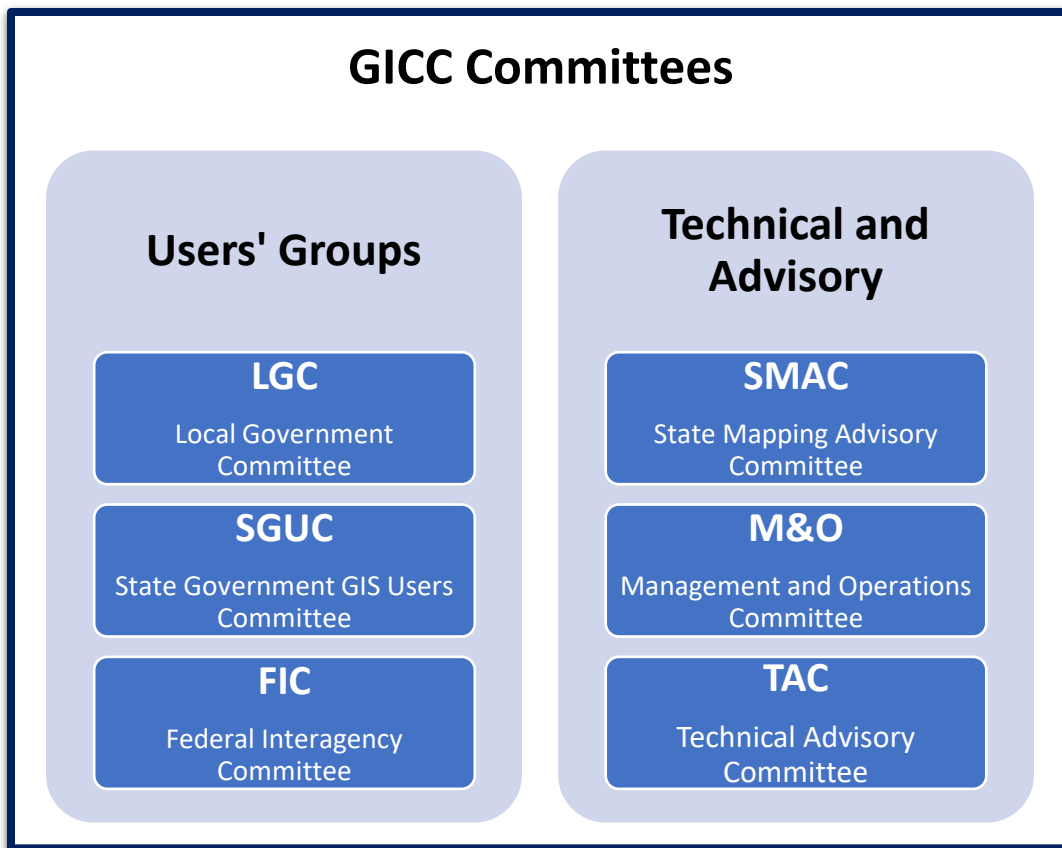 GICC Committees
Users' Groups
LGC
Local Government
Committee
SGUC
State Government GIS Users
Committee
FIC
Federal Interagency
Committee
Technical and
Advisory
SMAC
State Mapping Advisory
Committee
M&O
Management and Operations
Committee
TAC
Technical Advisory
Committee